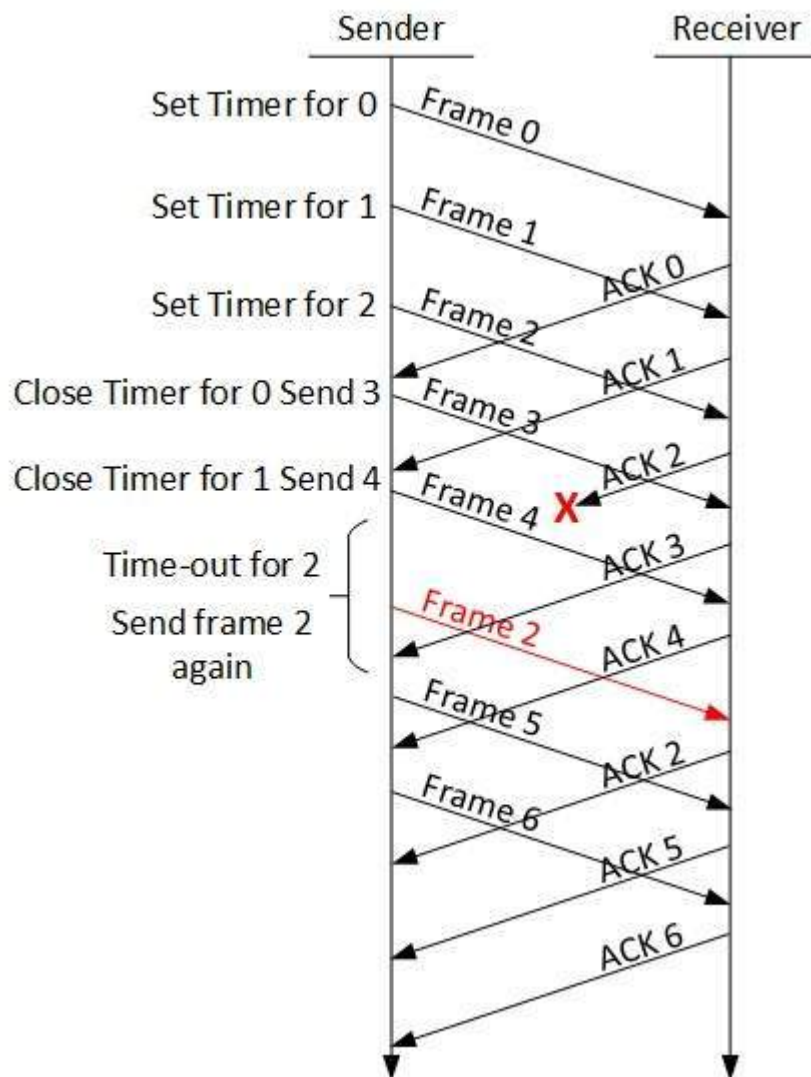 Sender
Receiver
Set Timer for 0
Frame 0
Set Timer for 1
Frame 1
ACK 0
Set Timer for 2
Frame 2
ACK 1
Close Timer for 0 Send 3
Frame 3
ACK 2
Close Timer for 1 Send 4
Frame 4
X
ACK 3
Time-out for 2
Send frame 2
again
Frame 2
ACK 4
Frame 5
ACK 2
Frame 6
ACK 5
ACK 6